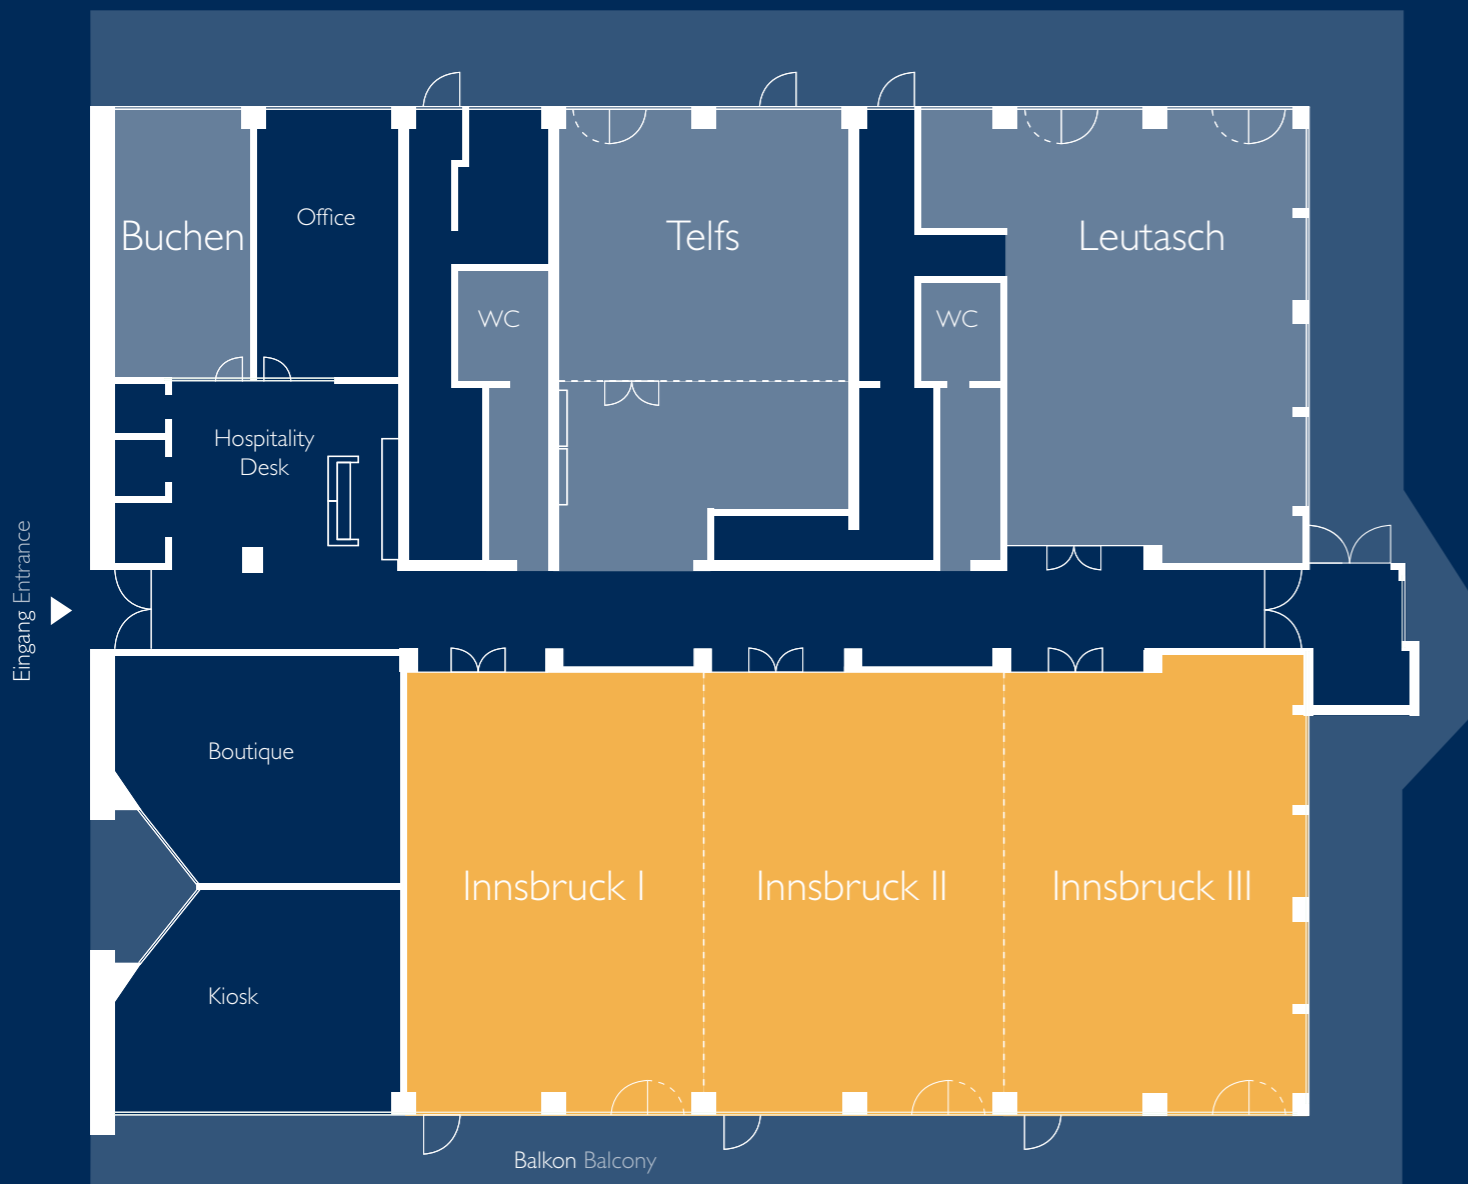 Buchen
Office
Telfs
Leutasch
WC
WC
Hospitality
Desk
Eingang Entrance
Boutique
Innsbruck I
Innsbruck II
Innsbruck III
Kiosk
Balkon Balcony